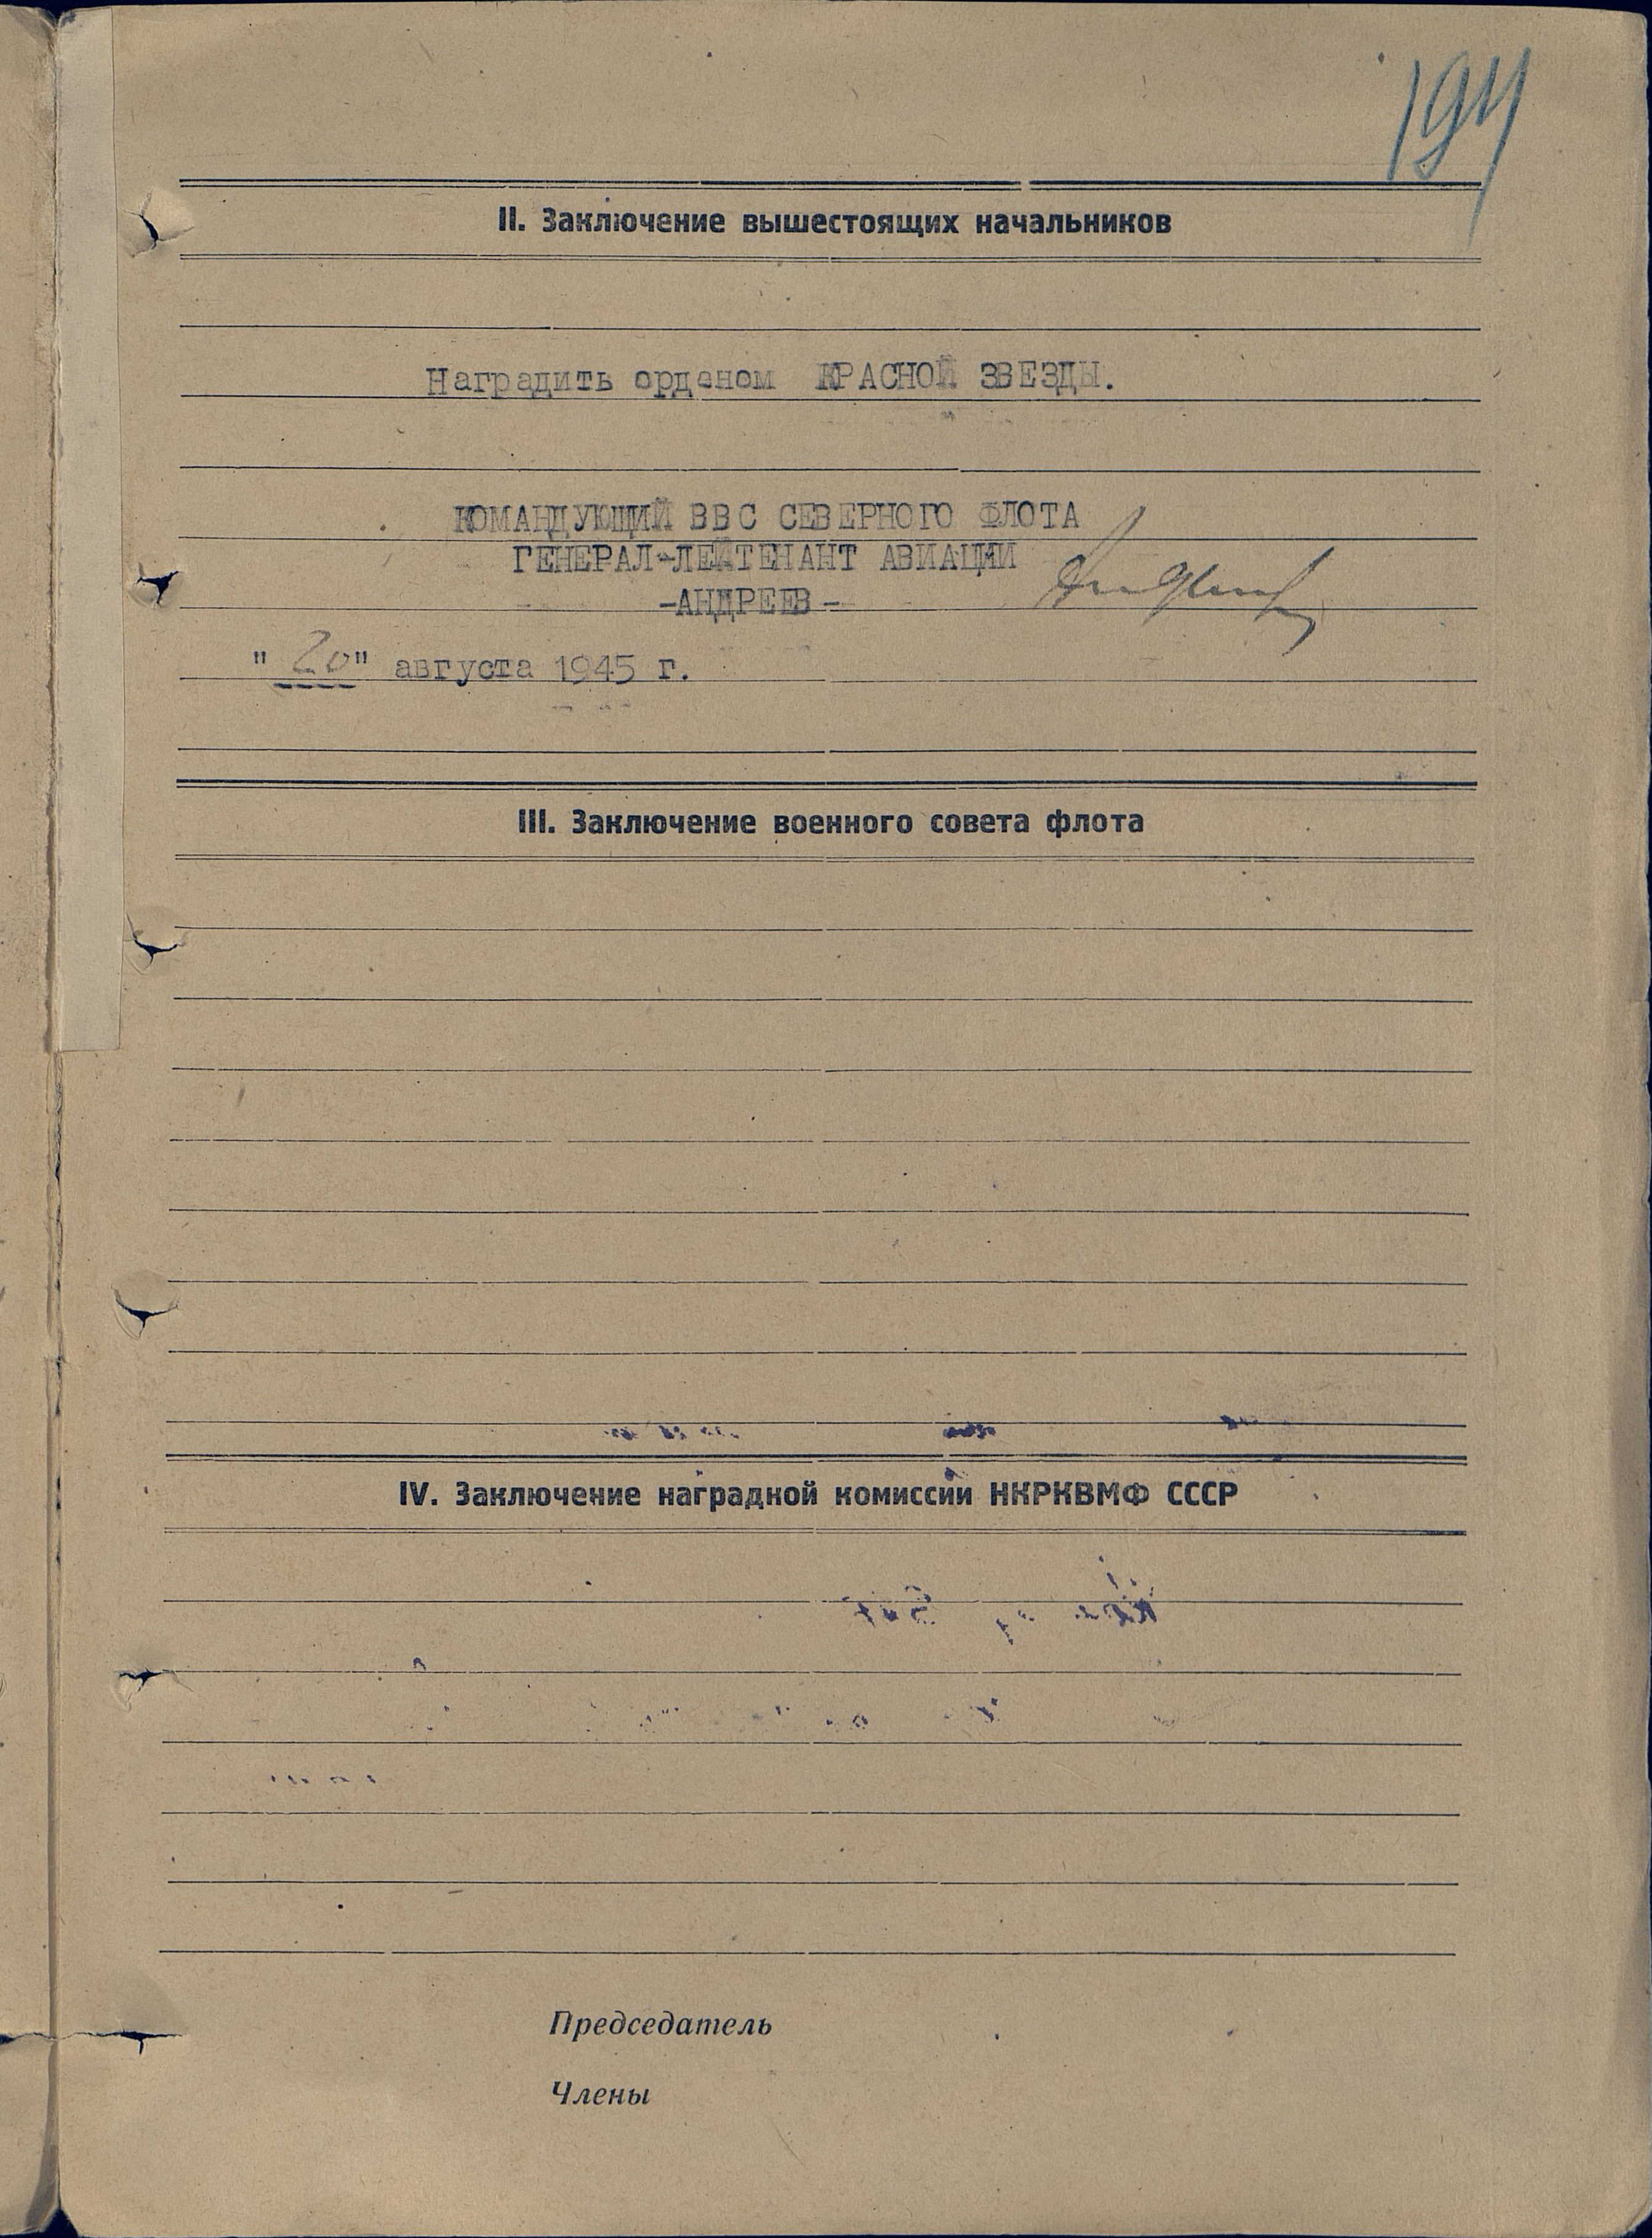 194
II. Заключение вышестоящих начальников
Наградить орденом КРАСНОЙ ЗВЕЗДЫ.
КОМАНДУЮЩИЙ ВВС СЕВЕРНОГО ФЛОТА
ГЕНЕРАЛ-ЛЕЙТЕНАНТ АВИАЦИИ
-АНДРЕЕВ-
"20" августа 1945 г.
III. Заключение военного совета флота
IV. Заключение наградной комиссии НКРКВМФ СССР
Председатель
Члены